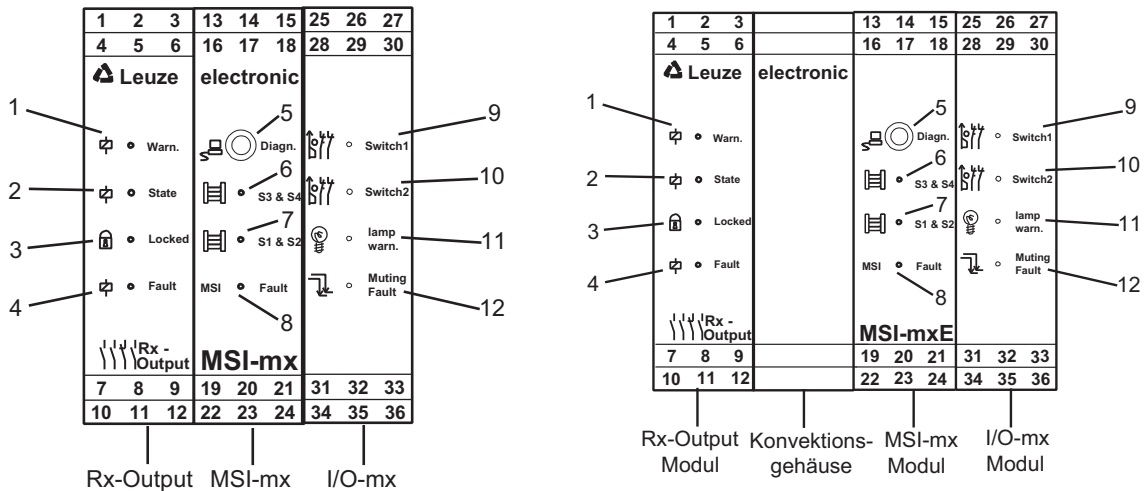 1 2 3 13 14 15 25 26 27
4 5 6 16 17 18 28 29 30
Leuze electronic
1
5
9
Warn. Diagn. Switch1
2
6
10
State S3 & S4 Switch2
3
7
11
Locked S1 & S2 lamp
warn.
4
8
12
Fault MSI Fault Muting
Fault
Rx -
Output MSI-mx
7 8 9 19 20 21 31 32 33
10 11 12 22 23 24 34 35 36
Rx-Output MSI-mx I/O-mx
1 2 3 13 14 15 25 26 27
4 5 6 16 17 18 28 29 30
Leuze electronic
1
5
9
Warn. Diagn. Switch1
2
6
10
State S3 & S4 Switch2
3
7
11
Locked S1 & S2 lamp
warn.
4
8
12
Fault MSI Fault Muting
Fault
Rx -
Output MSI-mxE
7 8 9 19 20 21 31 32 33
10 11 12 22 23 24 34 35 36
Rx-Output Konvektions- MSI-mx I/O-mx
Modul gehäuse Modul Modul